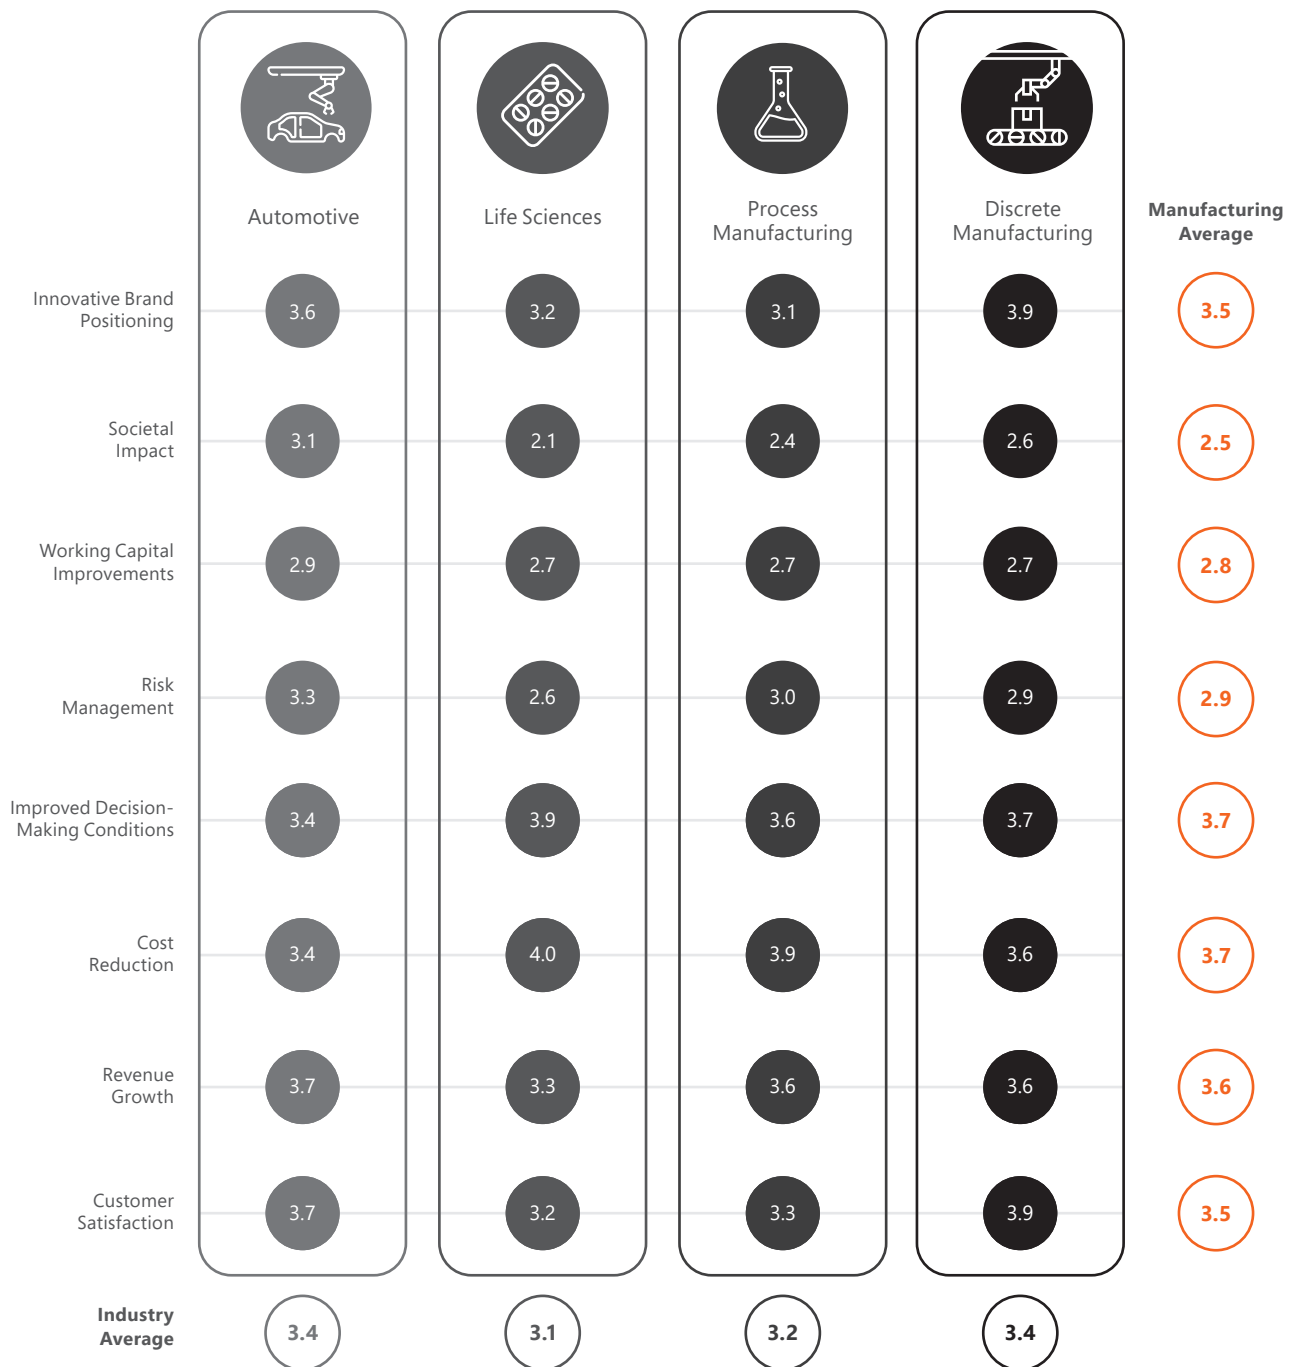 Automotive
Life Sciences
Process
Manufacturing
Discrete
Manufacturing
Manufacturing
Average
Innovative Brand
Positioning
3.6
3.2
3.1
3.9
3.5
Societal
Impact
3.1
2.1
2.4
2.6
2.5
Working Capital
Improvements
2.9
2.7
2.7
2.7
2.8
Risk
Management
3.3
2.6
3.0
2.9
2.9
Improved Decision-
Making Conditions
3.4
3.9
3.6
3.7
3.7
Cost
Reduction
3.4
4.0
3.9
3.6
3.7
Revenue
Growth
3.7
3.3
3.6
3.6
3.6
Customer
Satisfaction
3.7
3.2
3.3
3.9
3.5
Industry
Average
3.4
3.1
3.2
3.4